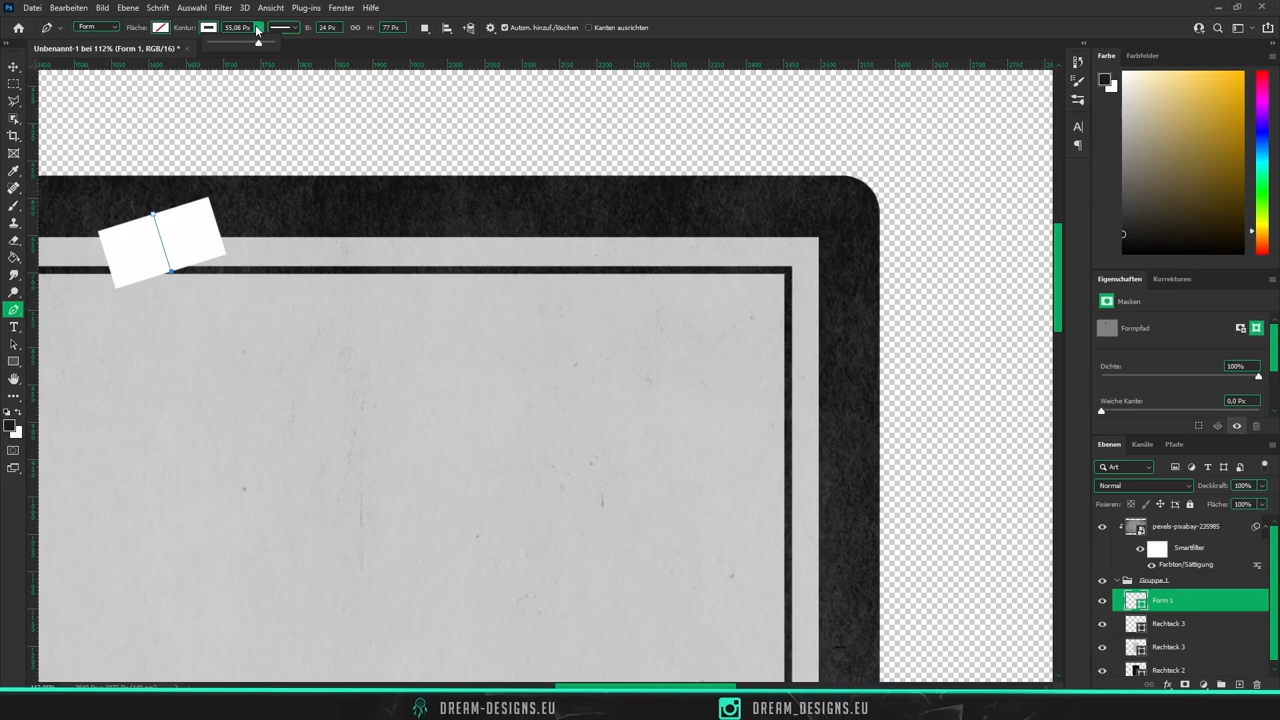 Datei Bearbeiten Bild Ebene Schrift Auswahl Filter 3D Ansicht Plug-ins Fenster Hilfe
Form Fläche: Kontur: 55,08 Px B: 24 Px H: 77 Px Autom. hinzuf./löschen Kanten ausrichten
Unbenannt-1 bei 112% (Form 1, RGB/16) *
Farbe Farbfelder
Eigenschaften Korrekturen
Masken
Formpfad
Dichte: 100%
Weiche Kante: 0,0 Px
Ebenen Kanäle Pfade
Art
Normal Deckkraft: 100%
Fixieren: Fläche: 100%
pexels-pixabay-235985
Smartfilter
Farbton/Sättigung
Gruppe 1
Form 1
Rechteck 3
Rechteck 3
Rechteck 2
DREAM-DESIGNS.EU DREAM_DESIGNS.EU